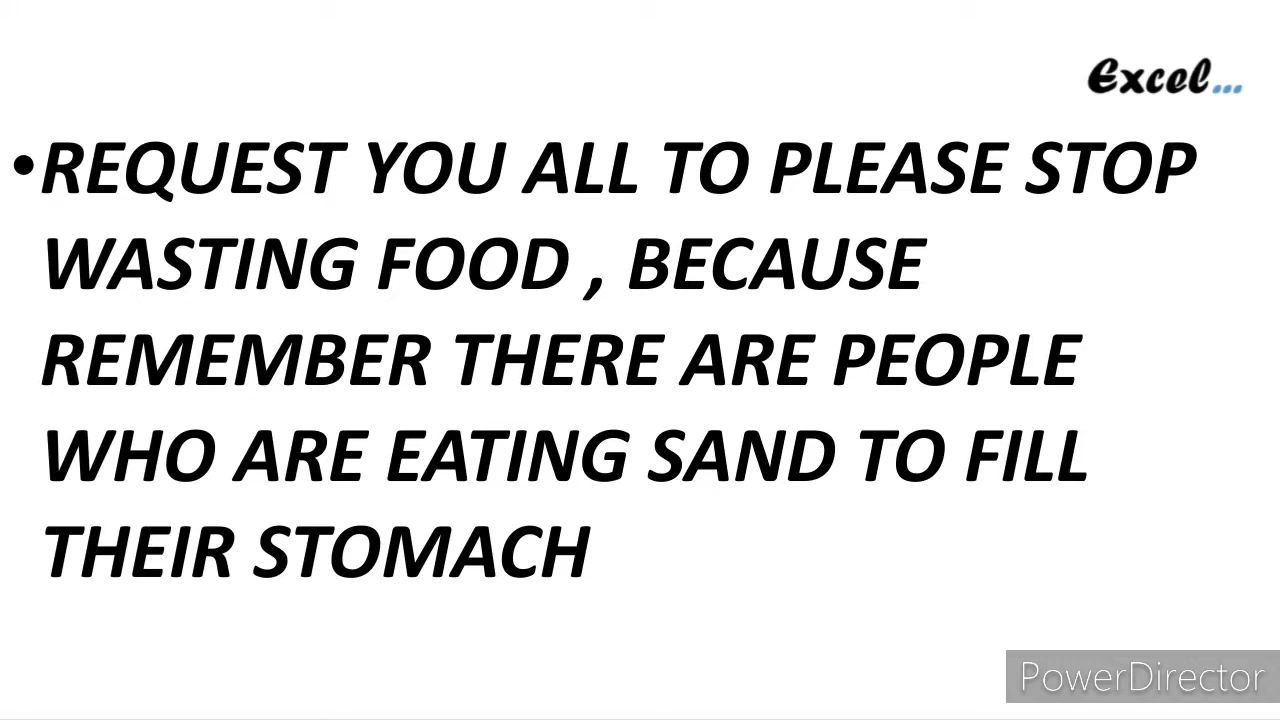 Excel...
•REQUEST YOU ALL TO PLEASE STOP
WASTING FOOD , BECAUSE
REMEMBER THERE ARE PEOPLE
WHO ARE EATING SAND TO FILL
THEIR STOMACH
PowerDirector